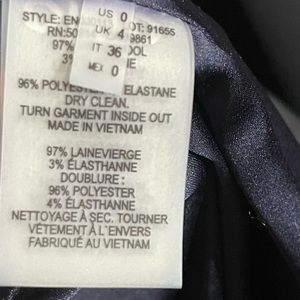 US 0
UK 4
IT 36
MEX 0
STYLE: EN
OT: 91655
RN:50
9861
97%
OOL
3%
96% POLYESTER ELASTANE
DRY CLEAN.
TURN GARMENT INSIDE OUT
MADE IN VIETNAM
97% LAINEVIERGE
3% ÉLASTHANNE
DOUBLURE :
96% POLYESTER
4% ÉLASTHANNE
NETTOYAGE À SEC. TOURNER
VÊTEMENT À L`ENVERS
FABRIQUÉ AU VIETNAM